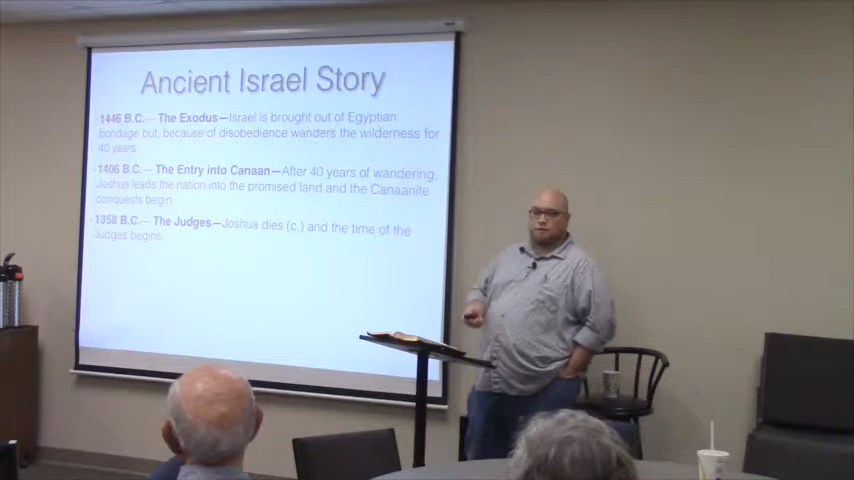 Ancient Israel Story
· 1446 B.C.— The Exodus—Israel is brought out of Egyptian
bondage but, because of disobedience wanders the wilderness for
40 years.
· 1406 B.C.— The Entry into Canaan—After 40 years of wandering,
Joshua leads the nation into the promised land and the Canaanite
conquests begin
· 1358 B.C.— The Judges—Joshua dies (c.) and the time of the
Judges begins.